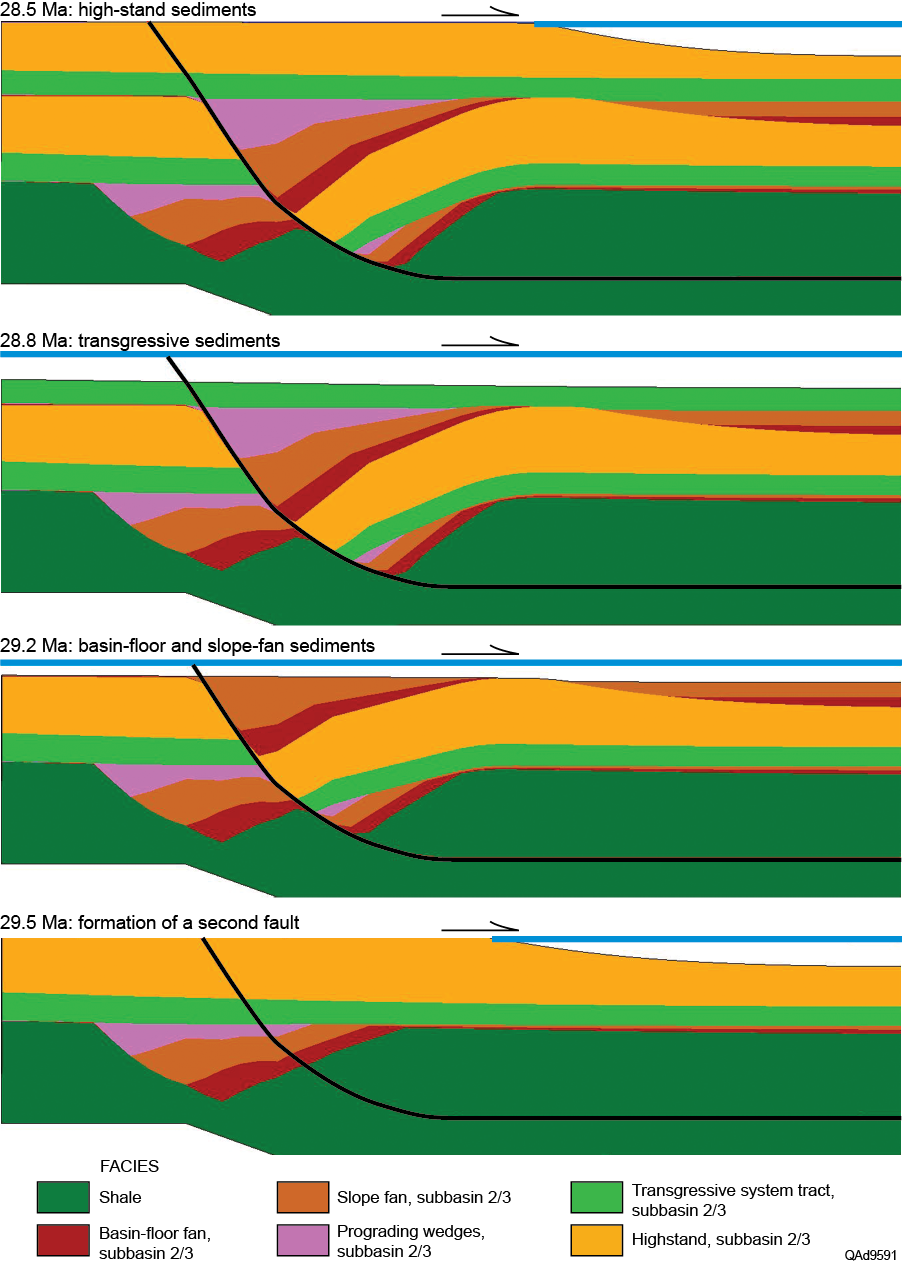 28.5 Ma: high-stand sediments
28.8 Ma: transgressive sediments
29.2 Ma: basin-floor and slope-fan sediments
29.5 Ma: formation of a second fault
FACIES
Shale
Basin-floor fan,
subbasin 2/3
Slope fan, subbasin 2/3
Prograding wedges,
subbasin 2/3
Transgressive system tract,
subbasin 2/3
Highstand, subbasin 2/3
QAd9591